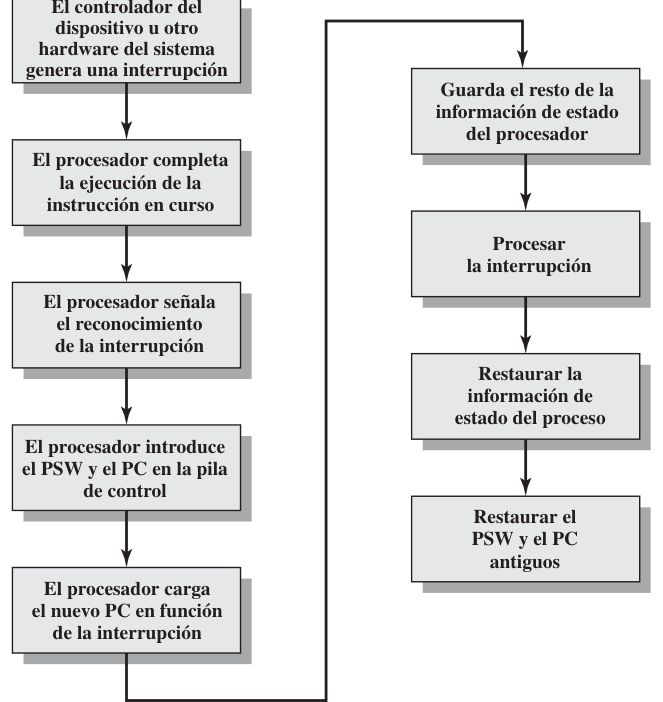 El controlador del
dispositivo u otro
hardware del sistema
genera una interrupción
El procesador completa
la ejecución de la
instrucción en curso
El procesador señala
el reconocimiento
de la interrupción
El procesador introduce
el PSW y el PC en la pila
de control
El procesador carga
el nuevo PC en función
de la interrupción
Guarda el resto de la
información de estado
del procesador
Procesar
la interrupción
Restaurar la
información de
estado del proceso
Restaurar el
PSW y el PC
antiguos